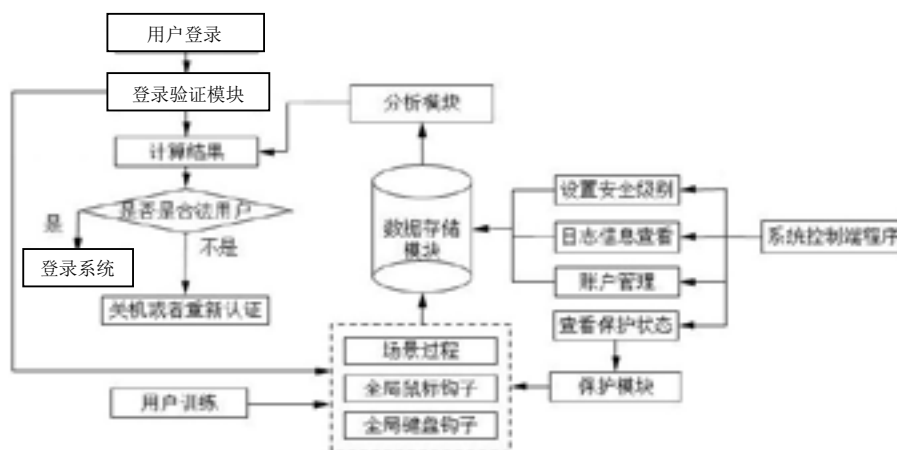 用户登录
登录验证模块
分析模块
计算结果
是否是合法用户
是
不是
登录系统
关机或者重新认证
数据存储
模块
设置安全级别
日志信息查看
账户管理
查看保护状态
系统控制端程序
保护模块
场景过程
全局鼠标钩子
全局键盘钩子
用户训练